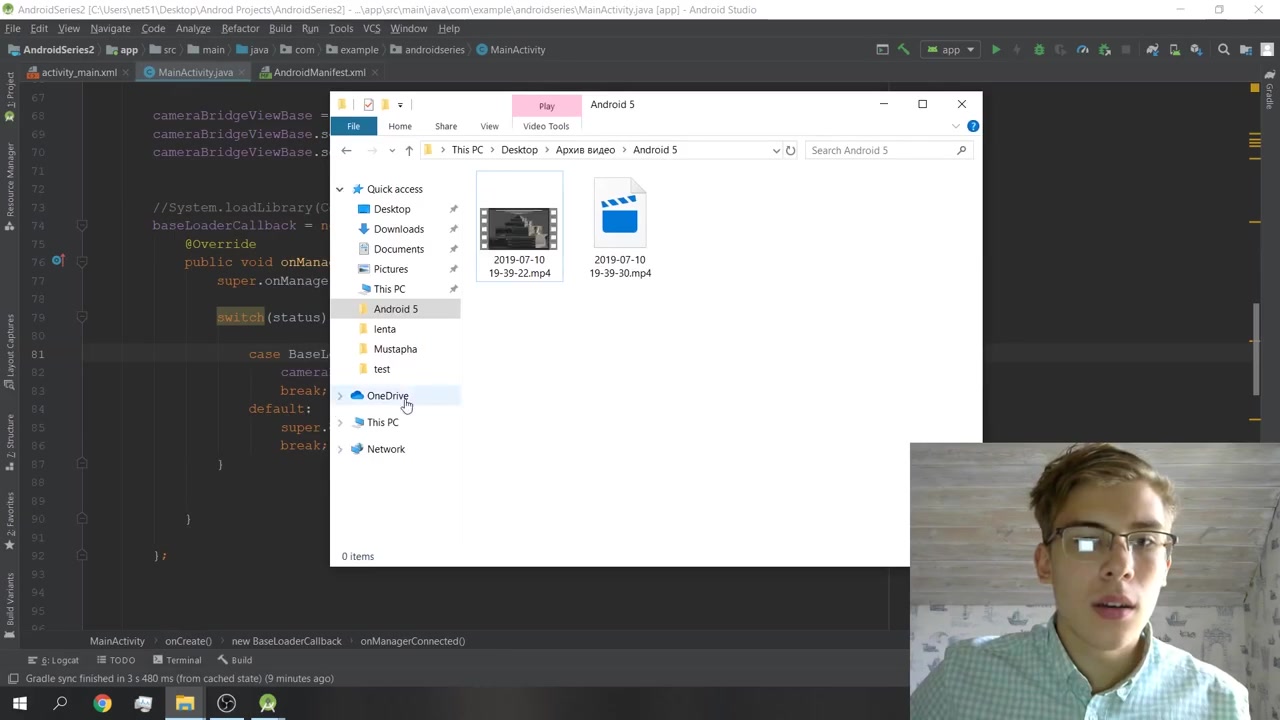 AndroidSeries2 [C:\Users\net51\Desktop\Androd Projects\AndroidSeries2] - ...\app\src\main\java\com\example\androidseries\MainActivity.java [app] - Android Studio
File Edit View Navigate Code Analyze Refactor Build Run Tools VCS Window Help
AndroidSeries2 app src main java com example androidseries MainActivity app
activity_main.xml MainActivity.java AndroidManifest.xml
1: Project
Resource Manager
Layout Captures
7: Structure
2: Favorites
Build Variants
Gradle
67
68 cameraBridgeViewBase =
69 cameraBridgeViewBase.s
70 cameraBridgeViewBase.s
71
72
73 //System.loadLibrary(C
74 baseLoaderCallback = n
75 @Override
76 public void onMana
77 super.onManage
78
79 switch(status)
80
81 case BaseL
82 camera
83 break;
84 default:
85 super.
86 break;
87 }
88
89
90 }
91
92 };
93
94
95
Play Android 5
File Home Share View Video Tools
This PC Desktop Архив видео Android 5 Search Android 5
Quick access
Desktop
Downloads
Documents
Pictures
This PC
Android 5
lenta
Mustapha
test
OneDrive
This PC
Network
2019-07-10
19-39-22.mp4
2019-07-10
19-39-30.mp4
0 items
MainActivity onCreate() new BaseLoaderCallback onManagerConnected()
6: Logcat TODO Terminal Build
Gradle sync finished in 3 s 480 ms (from cached state) (9 minutes ago)